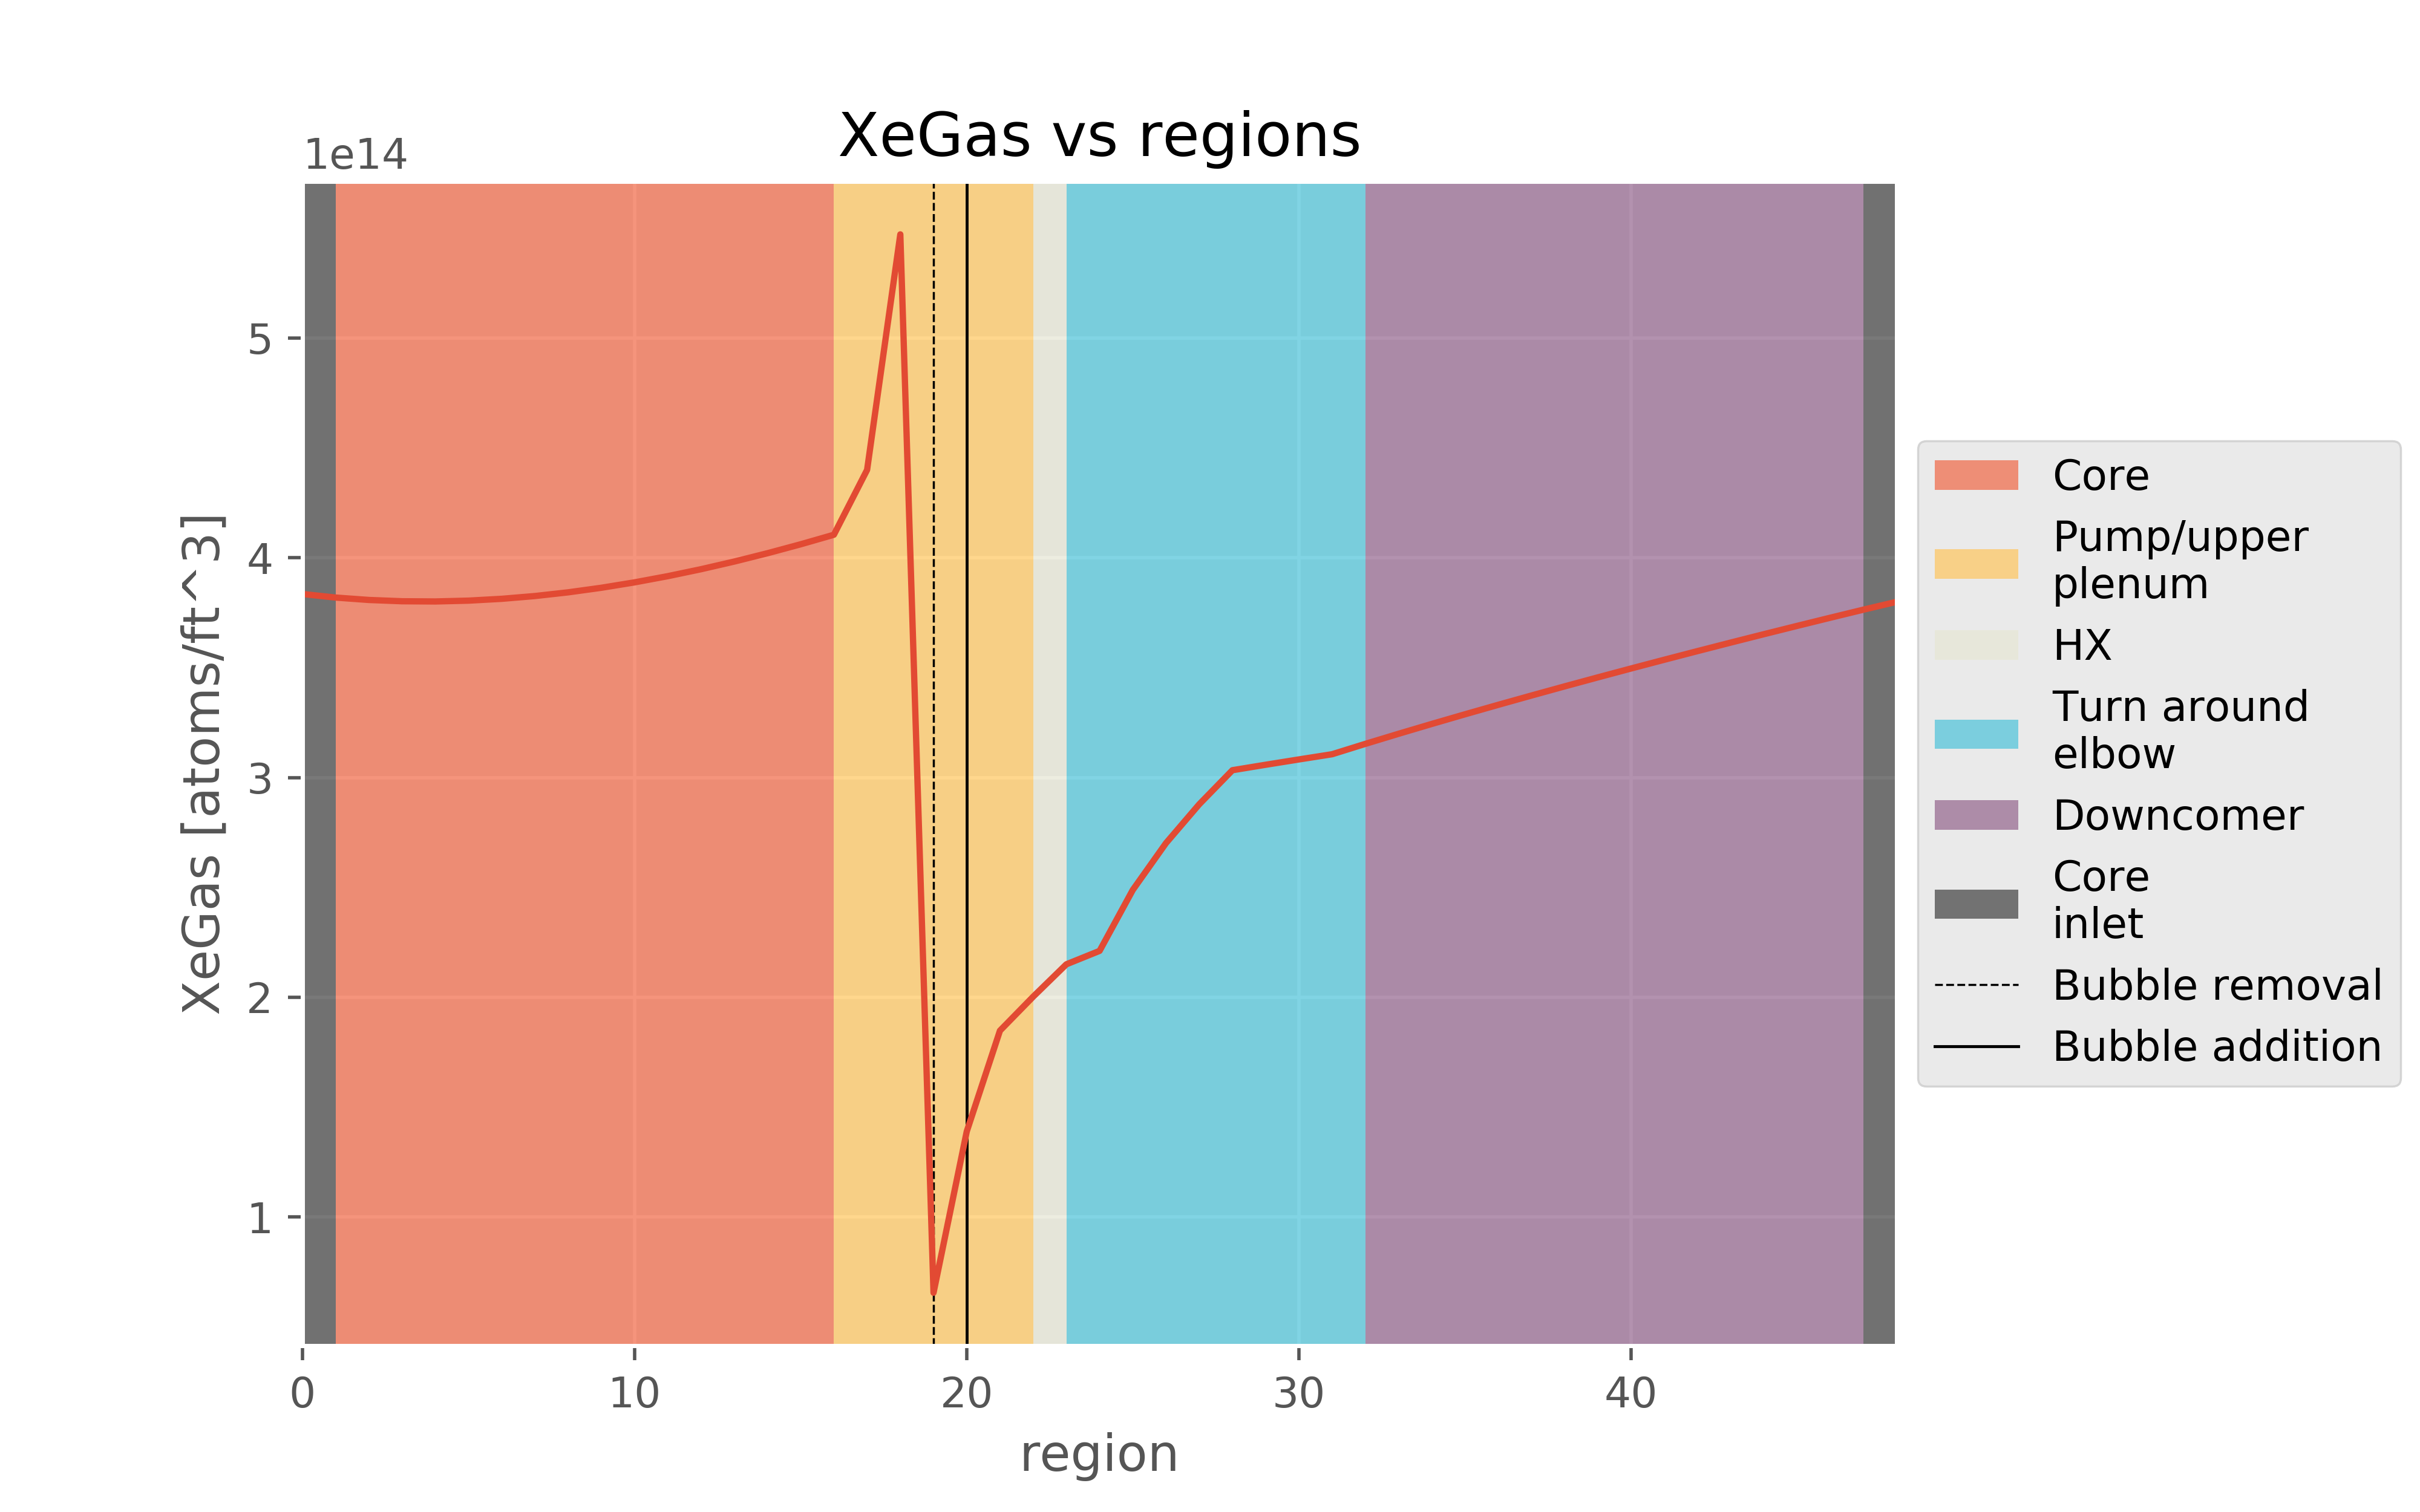 XeGas vs regions
1e14
XeGas [atoms/ft^3]
5
4
3
2
1
0
10
20
30
40
region
Core
Pump/upper
plenum
HX
Turn around
elbow
Downcomer
Core
inlet
Bubble removal
Bubble addition